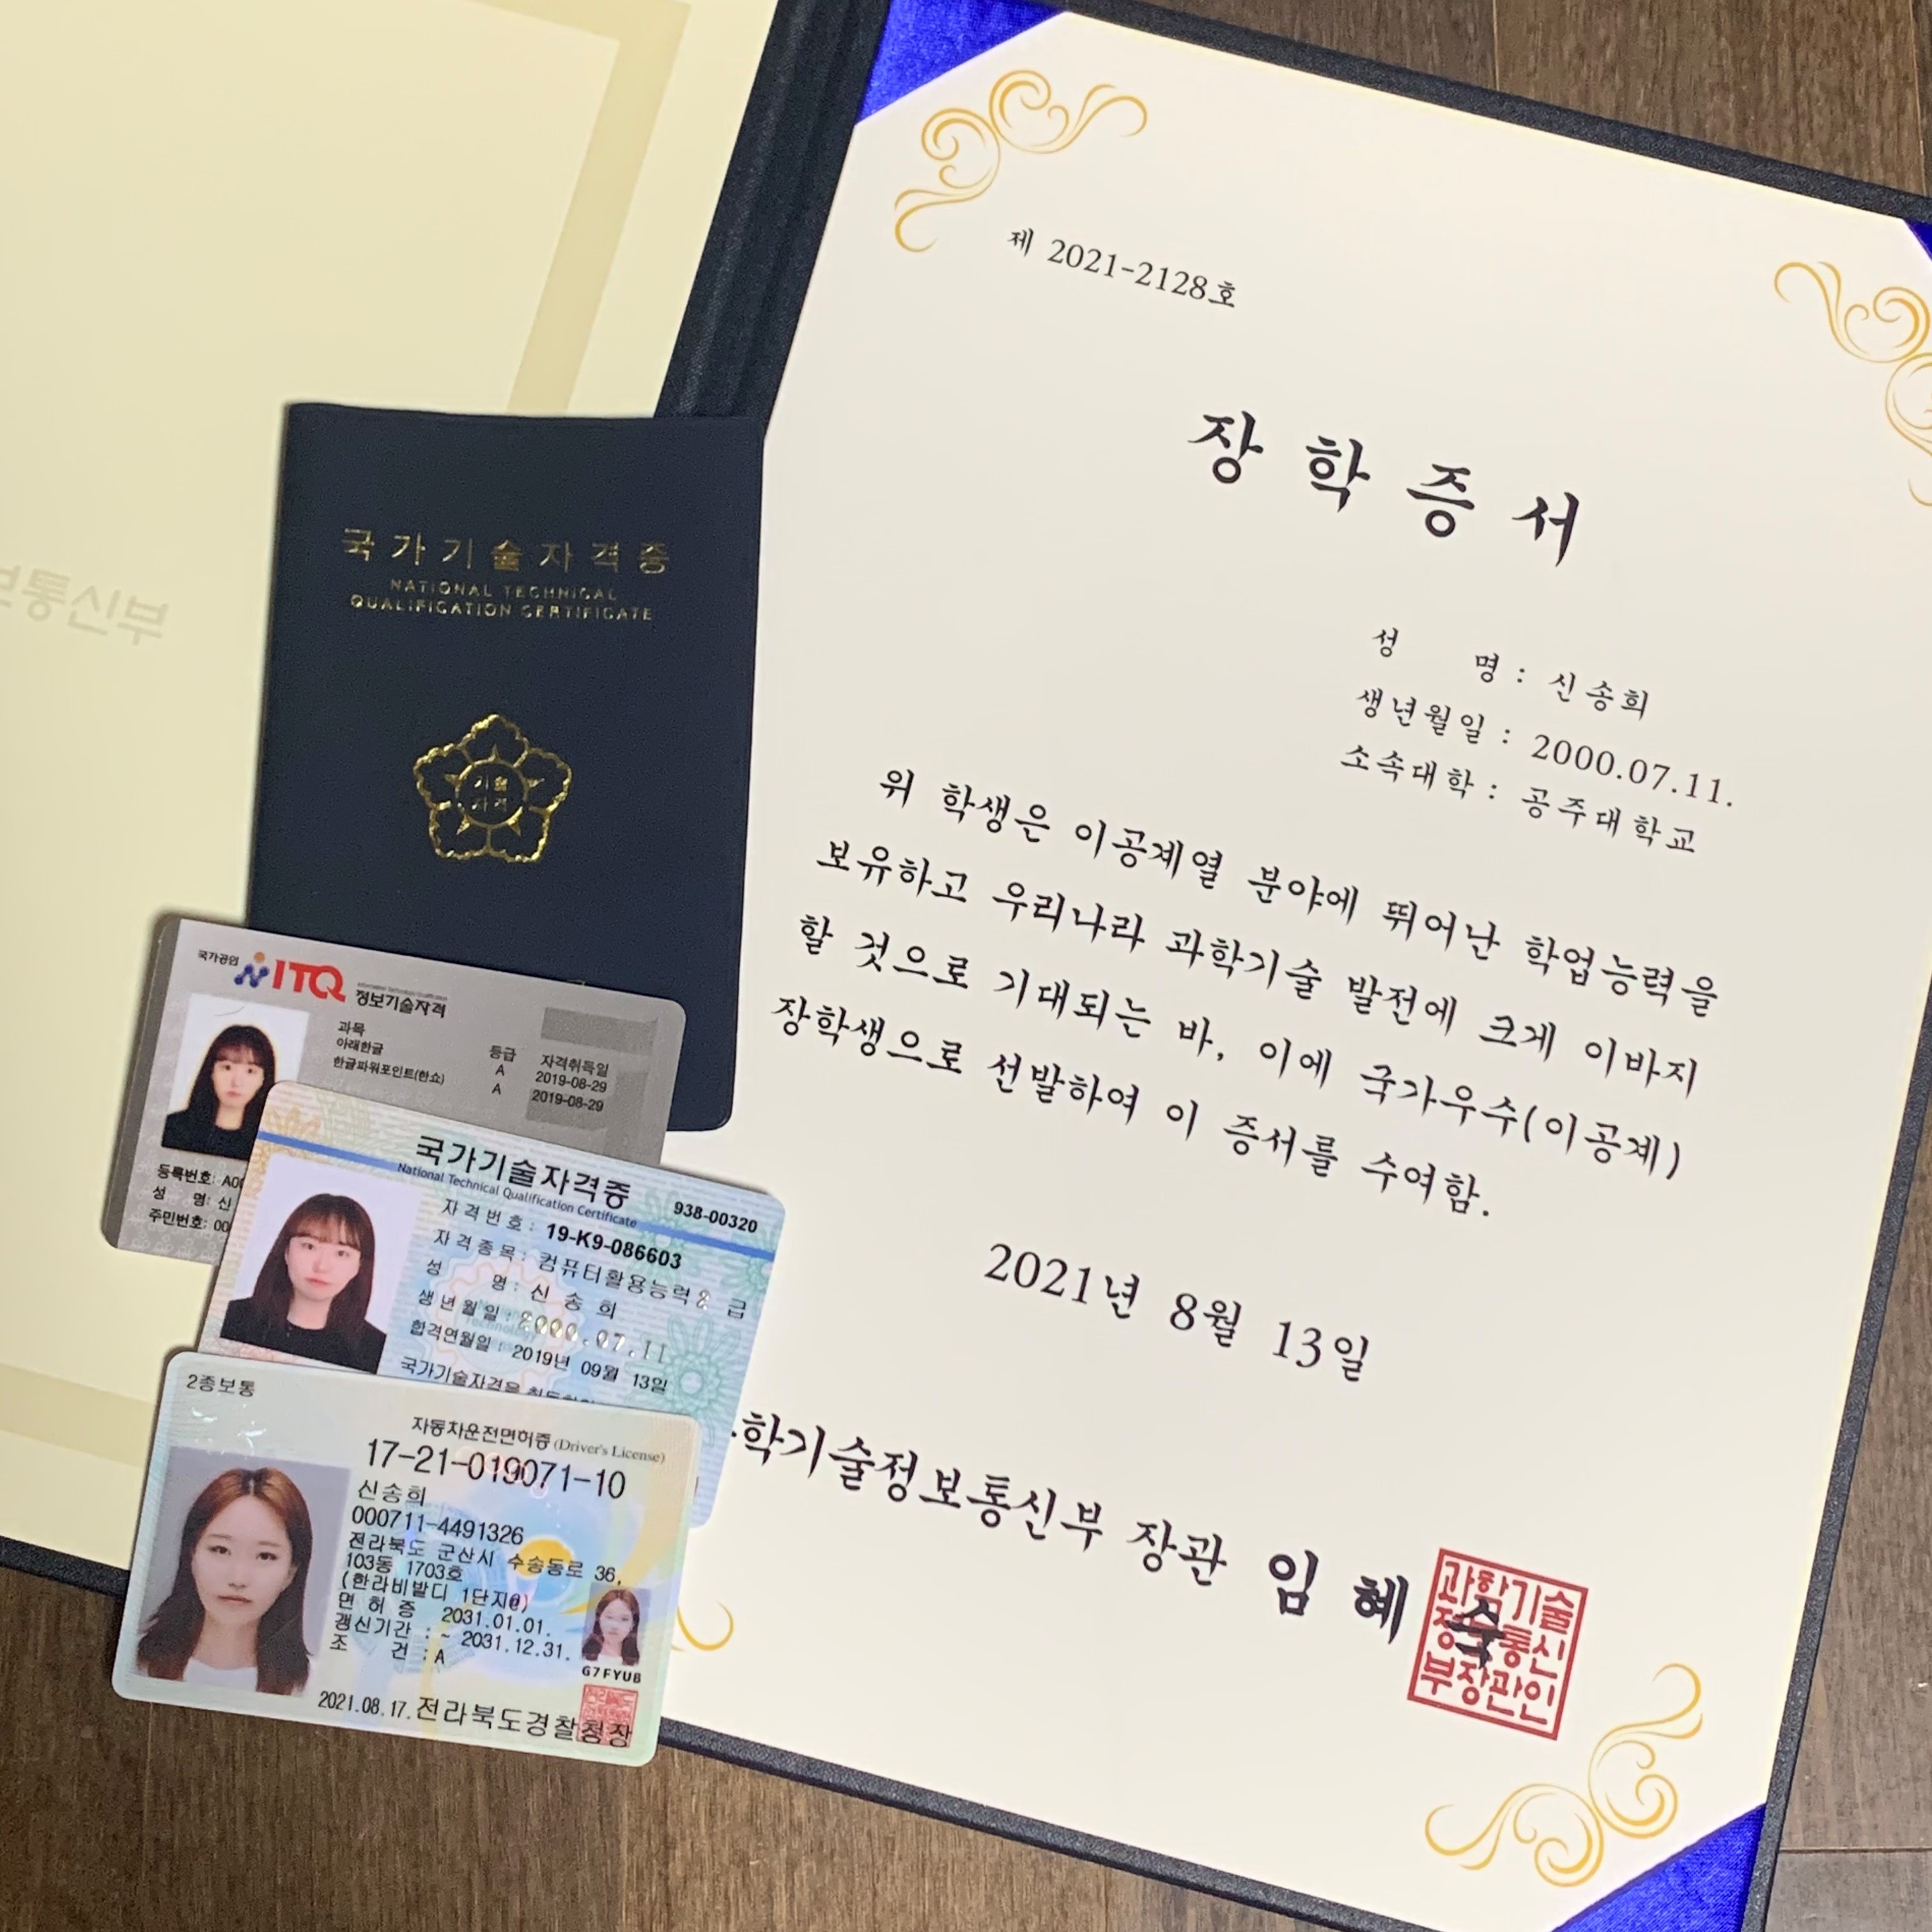 제 2021-2128호
장학증서
성 명 : 신송희
생년월일 : 2000.07.11.
소속대학 : 공주대학교
위 학생은 이공계열 분야에 뛰어난 학업능력을
보유하고 우리나라 과학기술 발전에 크게 이바지
할 것으로 기대되는 바, 이에 국가우수(이공계)
장학생으로 선발하여 이 증서를 수여함.
2021년 8월 13일
학기술정보통신부 장관 임 혜 숙
과학기술
정보통신
부장관인
통신부
국가기술자격증
NATIONAL TECHNICAL
QUALIFICATION CERTIFICATE
기술
자격
국가공인 ITQ 정보기술자격
과목 등급 자격취득일
아래한글 A 2019-08-29
한글파워포인트(한쇼) A 2019-08-29
등록번호: A00
성 명: 신
주민번호: 00
국가기술자격증
National Technical Qualification Certificate
938-00320
자격번호 : 19-K9-086603
자격종목 : 컴퓨터활용능력 2 급
성 명 : 신 송 희
생년월일 : 2000.07.11
합격연월일 : 2019년 09월 13일
국가기술자격을
2종보통
자동차운전면허증 (Driver's License)
17-21-019071-10
신송희
000711-4491326
전라북도 군산시 수송동로 36,
103동 1703호
(한라비발디 1단지@)
면 허 증 2031.01.01.
갱신기간 : ~ 2031.12.31.
조 건 : A
G7FYUB
2021.08.17. 전라북도경찰청장